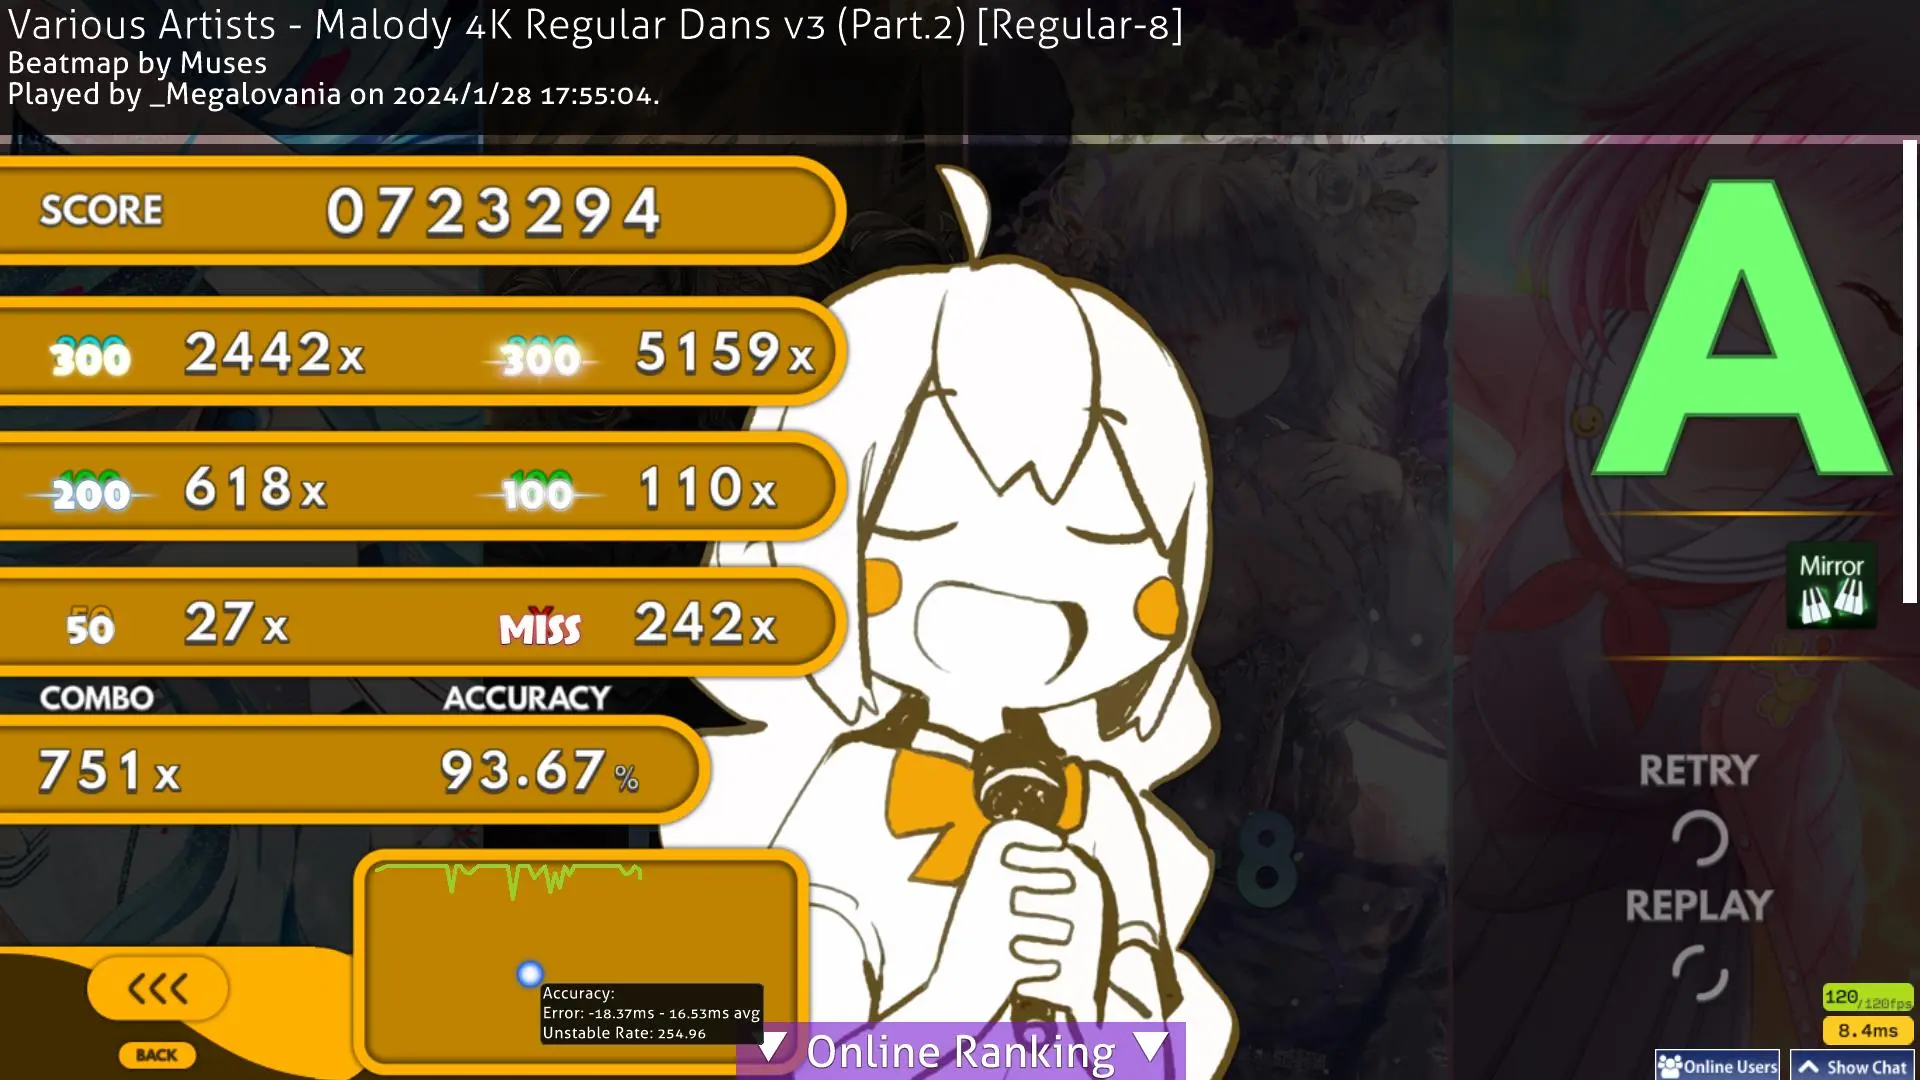 Various Artists - Malody 4K Regular Dans v3 (Part.2) [Regular-8]
Beatmap by Muses
Played by _Megalovania on 2024/1/28 17:55:04.
SCORE 0723294
300 2442x 300 5159x
200 618x 100 110x
50 27x MISS 242x
COMBO ACCURACY
751x 93.67%
A
Mirror
RETRY
REPLAY
8
Accuracy:
Error: -18.37ms - 16.53ms avg
Unstable Rate: 254.96
<<<
BACK
▼ Online Ranking ▼
120/120fps
8.4ms
Online Users
Show Chat